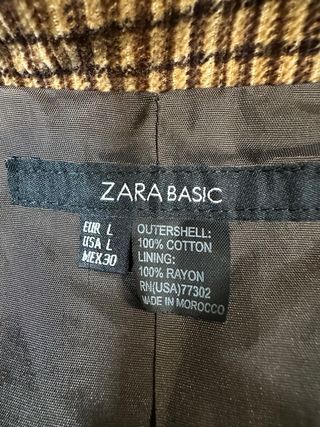 ZARA BASIC
EUR L
USA L
MEX 30
OUTERSHELL:
100% COTTON
LINING:
100% RAYON
RN(USA)77302
MADE IN MOROCCO